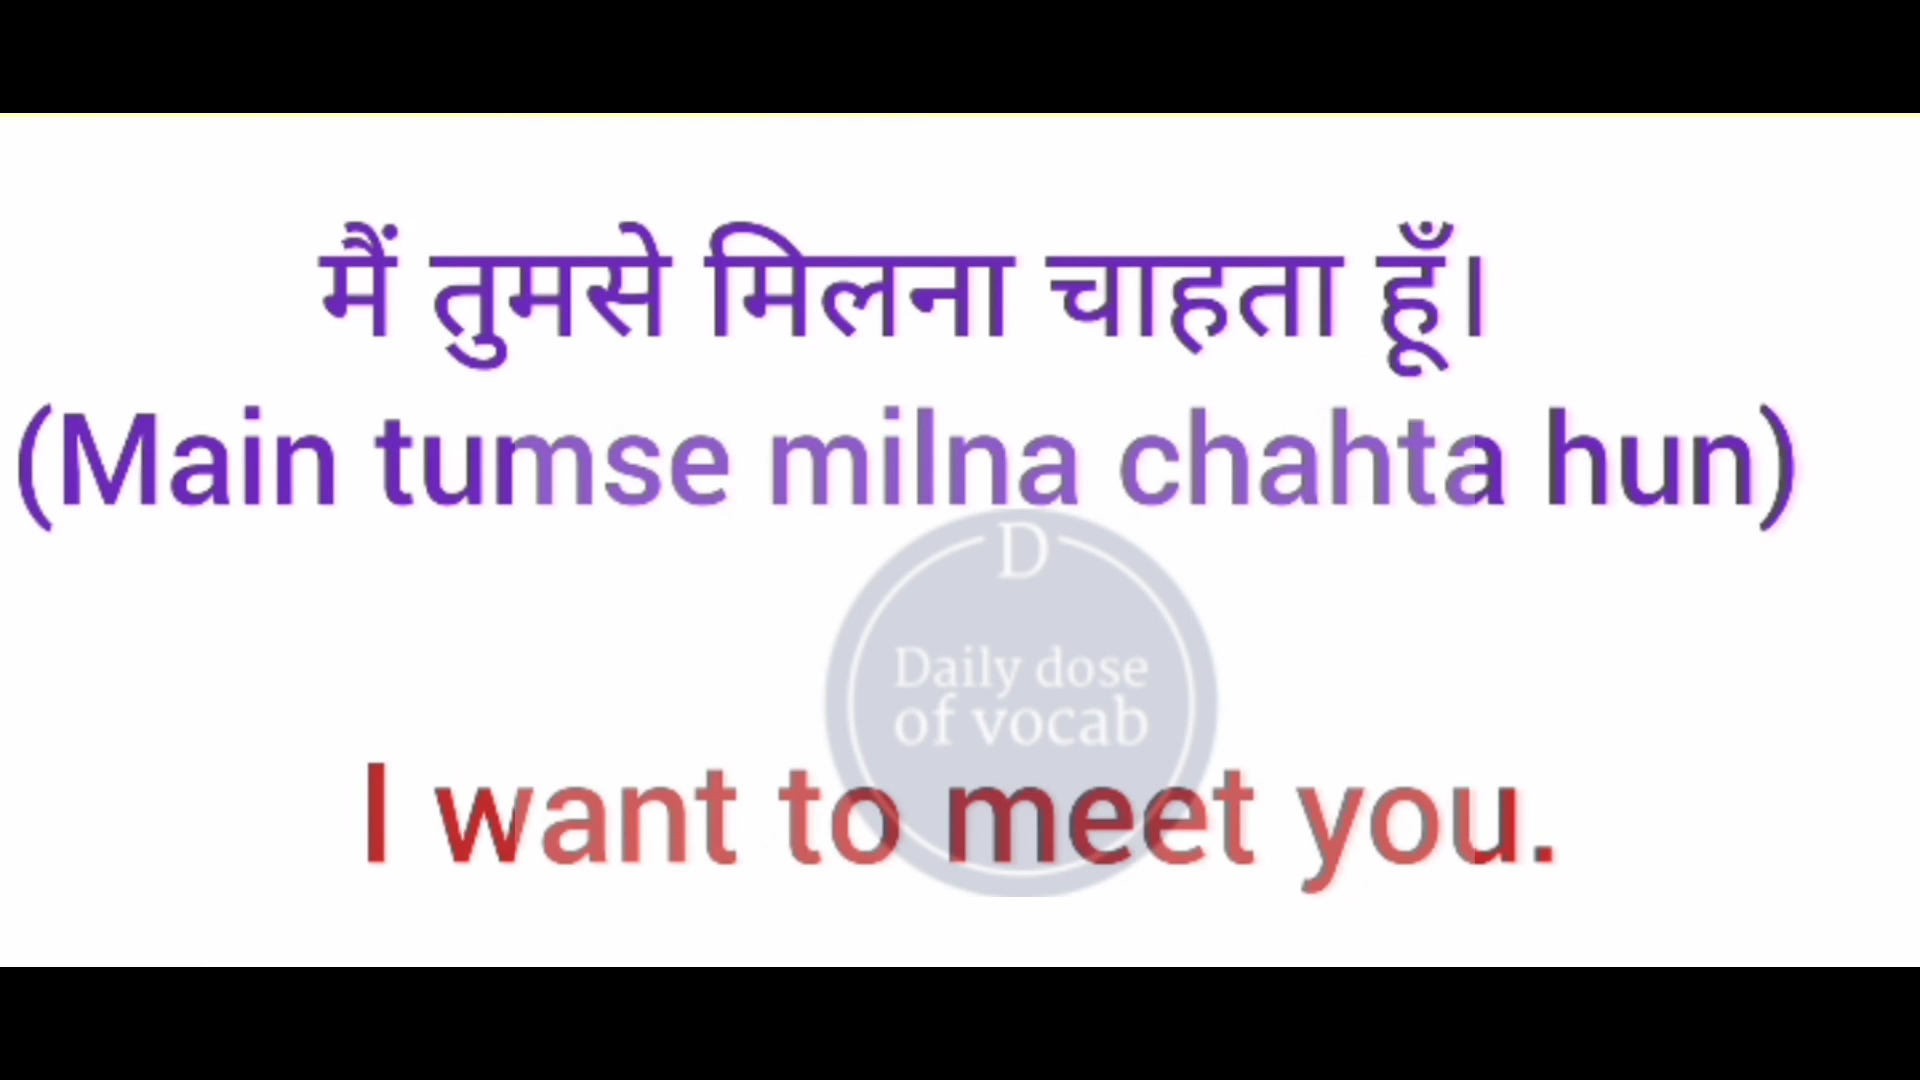 मैं तुमसे मिलना चाहता हूँ।
(Main tumse milna chahta hun)
D
Daily dose
of vocab
I want to meet you.